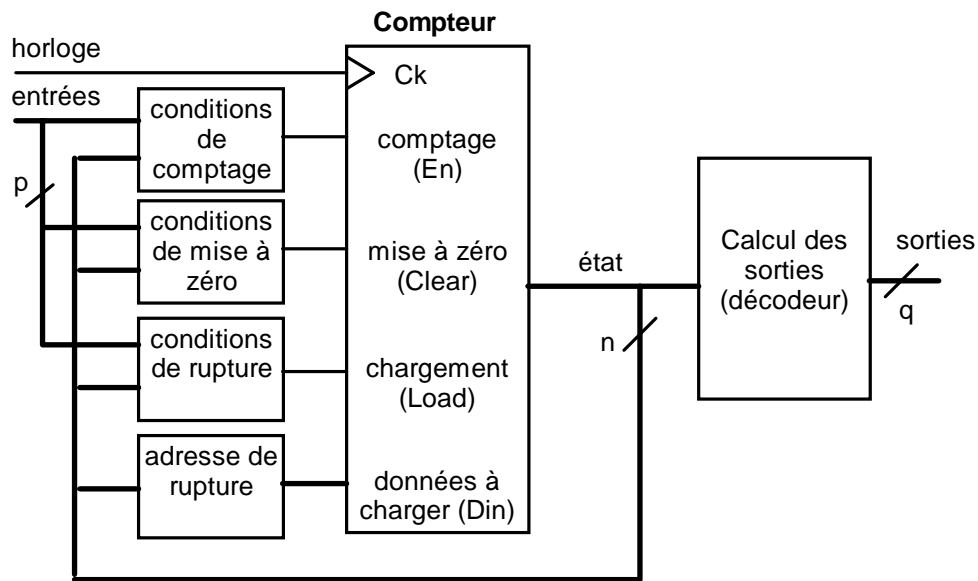 Compteur
horloge
Ck
entrées
conditions
de
comptage
comptage
(En)
p
conditions
de mise à
zéro
mise à zéro
(Clear)
état
n
Calcul des
sorties
(décodeur)
sorties
q
conditions
de rupture
chargement
(Load)
adresse de
rupture
données à
charger (Din)